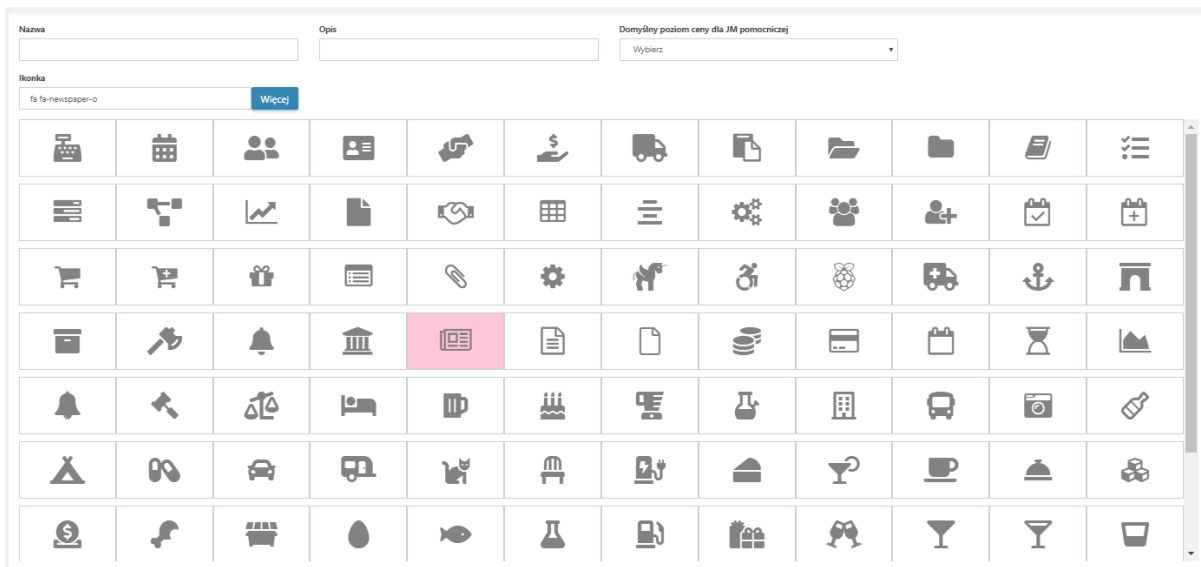 Nazwa
Opis
Domyślny poziom ceny dla JM pomocniczej
Wybierz
Ikonka
fa fa-newspaper-o
Więcej